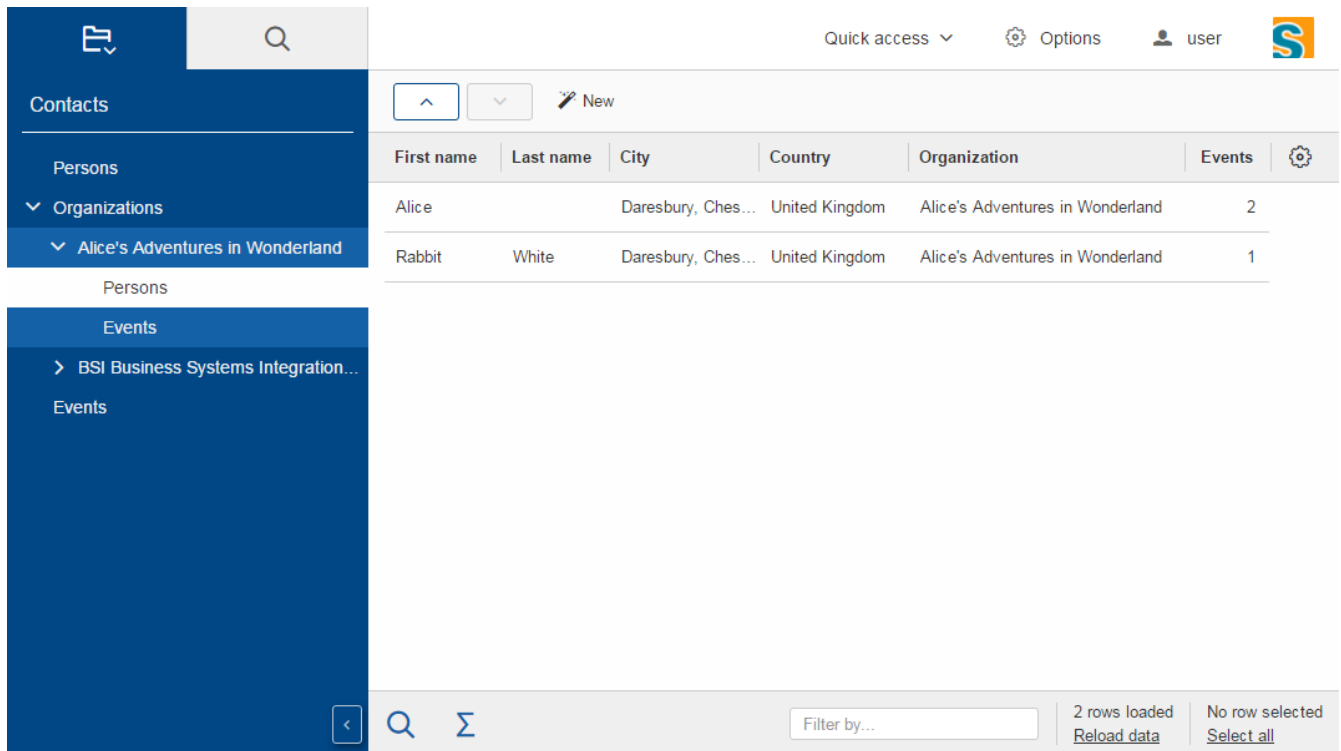 Quick access Options user
Contacts
New
Persons
Organizations
Alice's Adventures in Wonderland
Persons
Events
BSI Business Systems Integration...
Events
First name Last name City Country Organization Events
Alice Daresbury, Ches... United Kingdom Alice's Adventures in Wonderland 2
Rabbit White Daresbury, Ches... United Kingdom Alice's Adventures in Wonderland 1
Filter by...
2 rows loaded
Reload data
No row selected
Select all